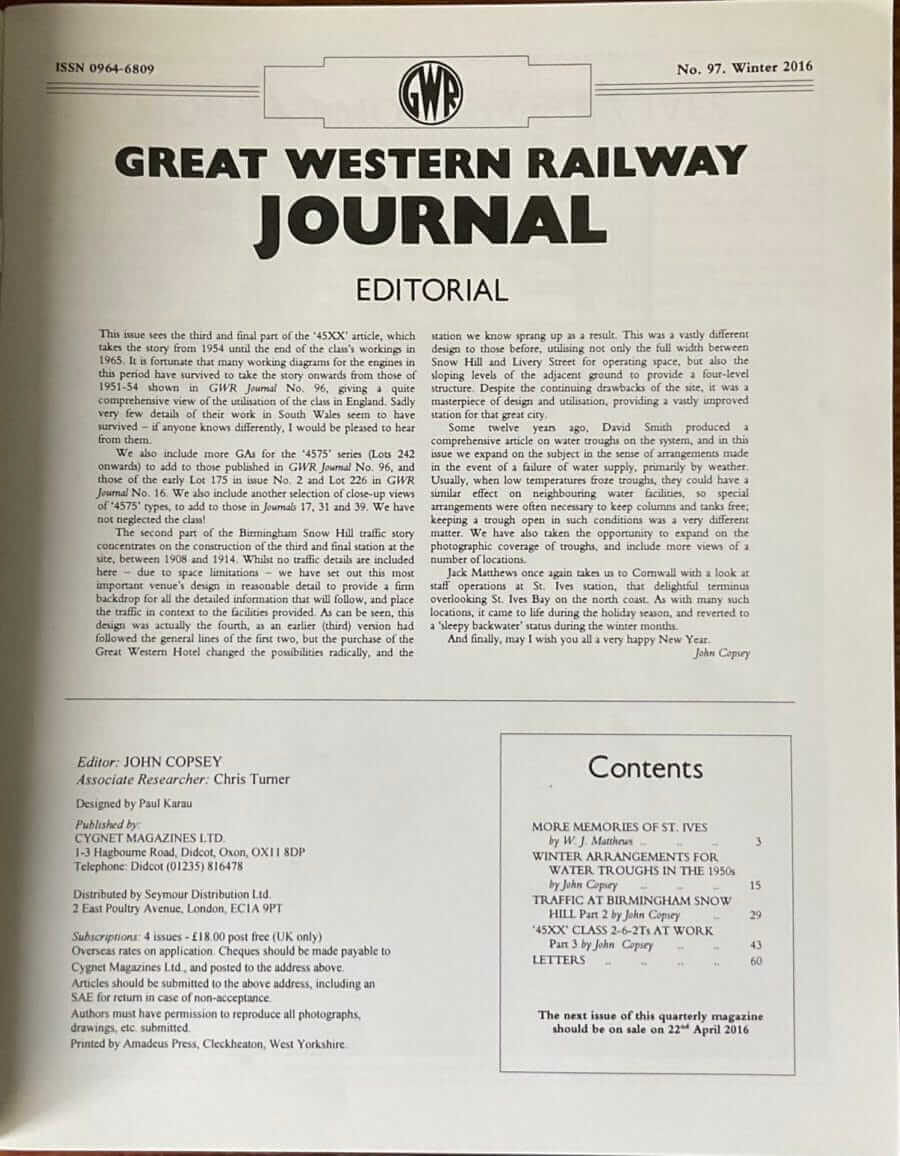 ISSN 0964-6809
GWR
No. 97. Winter 2016
GREAT WESTERN RAILWAY
JOURNAL
EDITORIAL
This issue sees the third and final part of the ‘45XX’ article, which
takes the story from 1954 until the end of the class’s workings in
1965. It is fortunate that many working diagrams for the engines in
this period have survived to take the story onwards from those of
1951-54 shown in GWR Journal No. 96, giving a quite
comprehensive view of the utilisation of the class in England. Sadly
very few details of their work in South Wales seem to have
survived – if anyone knows differently, I would be pleased to hear
from them.
We also include more GAs for the ‘4575’ series (Lots 242
onwards) to add to those published in GWR Journal No. 96, and
those of the early Lot 175 in issue No. 2 and Lot 226 in GWR
Journal No. 16. We also include another selection of close-up views
of ‘4575’ types, to add to those in Journals 17, 31 and 39. We have
not neglected the class!
The second part of the Birmingham Snow Hill traffic story
concentrates on the construction of the third and final station at the
site, between 1908 and 1914. Whilst no traffic details are included
here – due to space limitations – we have set out this most
important venue’s design in reasonable detail to provide a firm
backdrop for all the detailed information that will follow, and place
the traffic in context to the facilities provided. As can be seen, this
design was actually the fourth, as an earlier (third) version had
followed the general lines of the first two, but the purchase of the
Great Western Hotel changed the possibilities radically, and the
station we know sprang up as a result. This was a vastly different
design to those before, utilising not only the full width between
Snow Hill and Livery Street for operating space, but also the
sloping levels of the adjacent ground to provide a four-level
structure. Despite the continuing drawbacks of the site, it was a
masterpiece of design and utilisation, providing a vastly improved
station for that great city.
Some twelve years ago, David Smith produced a
comprehensive article on water troughs on the system, and in this
issue we expand on the subject in the sense of arrangements made
in the event of a failure of water supply, primarily by weather.
Usually, when low temperatures froze troughs, they could have a
similar effect on neighbouring water facilities, so special
arrangements were often necessary to keep columns and tanks free;
keeping a trough open in such conditions was a very different
matter. We have also taken the opportunity to expand on the
photographic coverage of troughs, and include more views of a
number of locations.
Jack Matthews once again takes us to Cornwall with a look at
staff operations at St. Ives station, that delightful terminus
overlooking St. Ives Bay on the north coast. As with many such
locations, it came to life during the holiday season, and reverted to
a ‘sleepy backwater’ status during the winter months.
And finally, may I wish you all a very happy New Year.
John Copsey
Editor: JOHN COPSEY
Associate Researcher: Chris Turner
Designed by Paul Karau
Published by:
CYGNET MAGAZINES LTD.
1-3 Hagbourne Road, Didcot, Oxon, OX11 8DP
Telephone: Didcot (01235) 816478
Distributed by Seymour Distribution Ltd.
2 East Poultry Avenue, London, EC1A 9PT
Subscriptions: 4 issues - £18.00 post free (UK only)
Overseas rates on application. Cheques should be made payable to
Cygnet Magazines Ltd., and posted to the address above.
Articles should be submitted to the above address, including an
SAE for return in case of non-acceptance.
Authors must have permission to reproduce all photographs,
drawings, etc. submitted.
Printed by Amadeus Press, Cleckheaton, West Yorkshire.
Contents
MORE MEMORIES OF ST. IVES
by W. J. Matthews .. .. .. 3
WINTER ARRANGEMENTS FOR
WATER TROUGHS IN THE 1950s
by John Copsey .. .. .. 15
TRAFFIC AT BIRMINGHAM SNOW
HILL Part 2 by John Copsey .. 29
‘45XX’ CLASS 2-6-2Ts AT WORK
Part 3 by John Copsey .. .. 43
LETTERS .. .. .. .. 60
The next issue of this quarterly magazine
should be on sale on 22nd April 2016